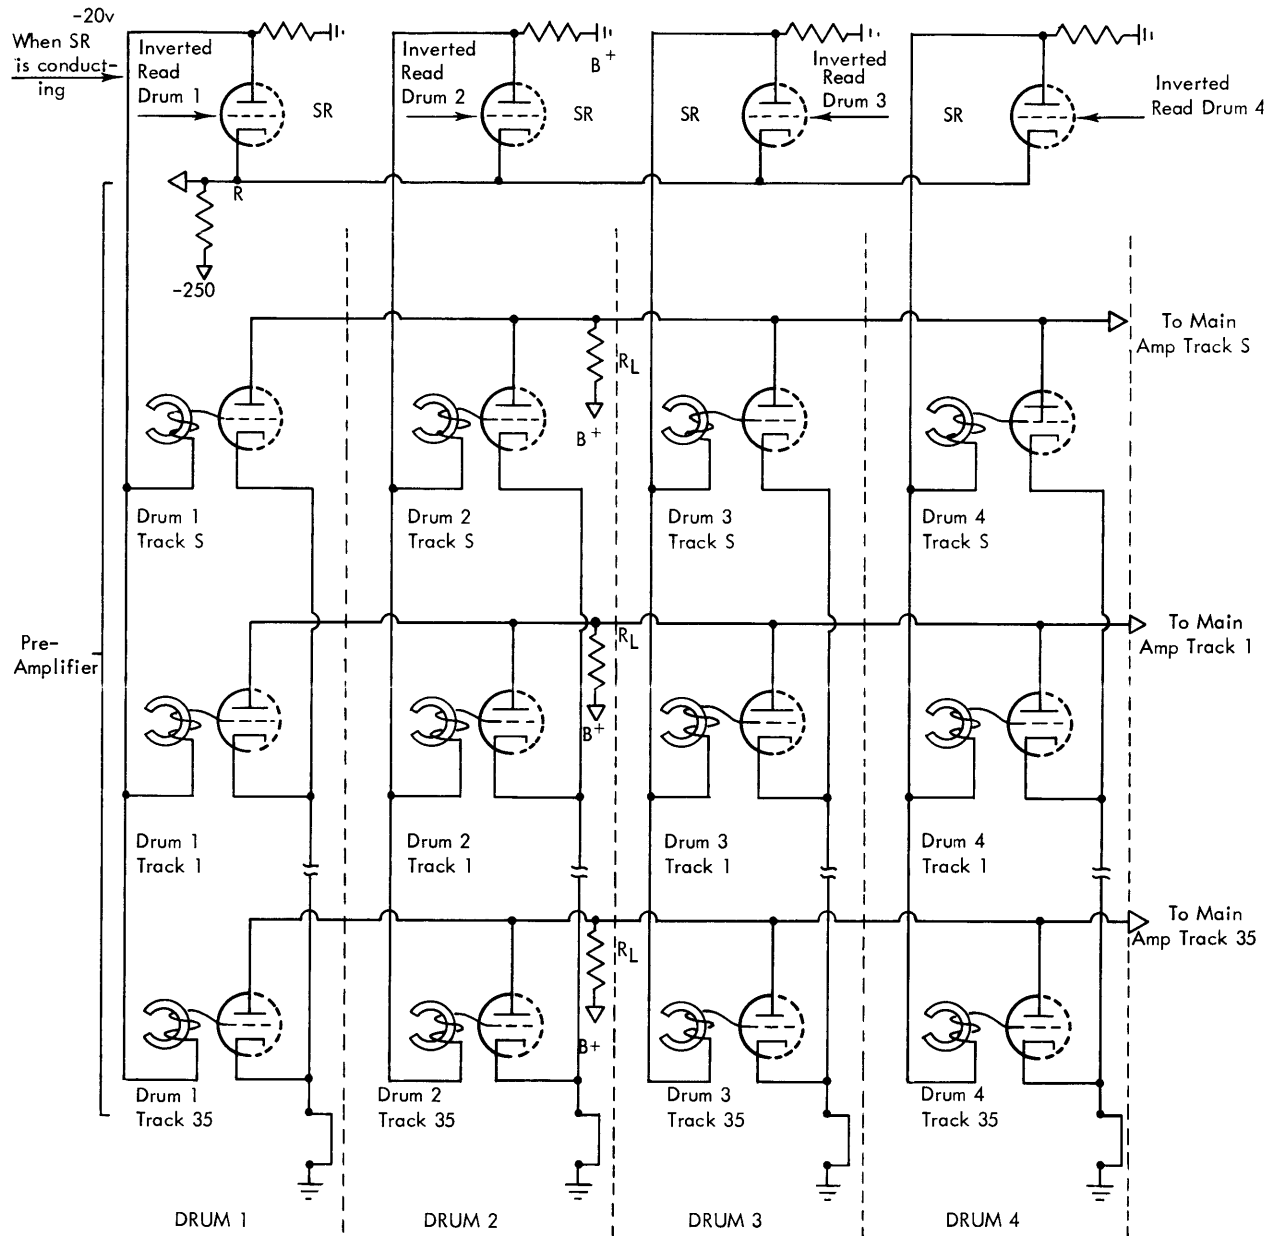 -20v
When SR
is conduct-
ing
Inverted
Read
Drum 1
SR
Inverted
Read
Drum 2
B+
SR
Inverted
Read
Drum 3
SR
SR
Inverted
Read Drum 4
R
-250
RL
B+
To Main
Amp Track S
Drum 1
Track S
Drum 2
Track S
Drum 3
Track S
Drum 4
Track S
Pre-
Amplifier
RL
B+
To Main
Amp Track 1
Drum 1
Track 1
Drum 2
Track 1
Drum 3
Track 1
Drum 4
Track 1
RL
B+
To Main
Amp Track 35
Drum 1
Track 35
Drum 2
Track 35
Drum 3
Track 35
Drum 4
Track 35
DRUM 1
DRUM 2
DRUM 3
DRUM 4